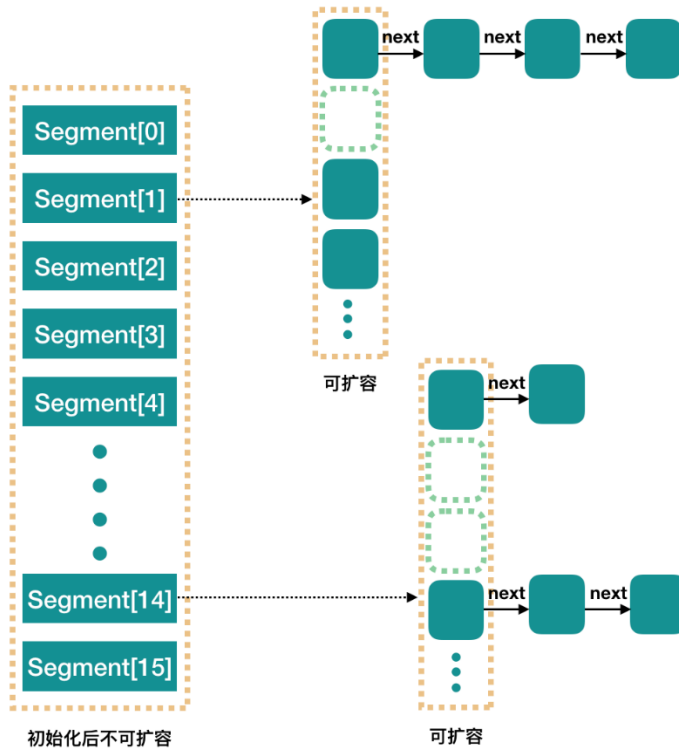 next next next
Segment[0]
Segment[1]
Segment[2]
Segment[3]
可扩容
Segment[4]
next
Segment[14]
next next
Segment[15]
初始化后不可扩容
可扩容